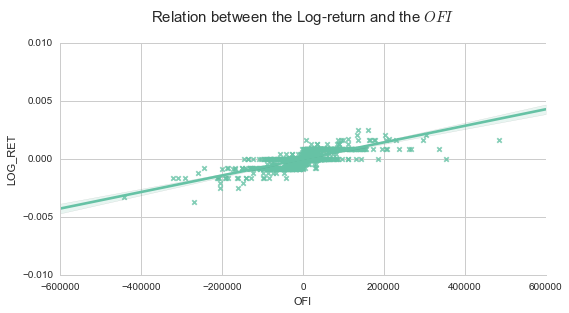 Relation between the Log-return and the OFI
0.010
0.005
0.000
−0.005
−0.010
LOG_RET
−600000 −400000 −200000 0 200000 400000 600000
OFI